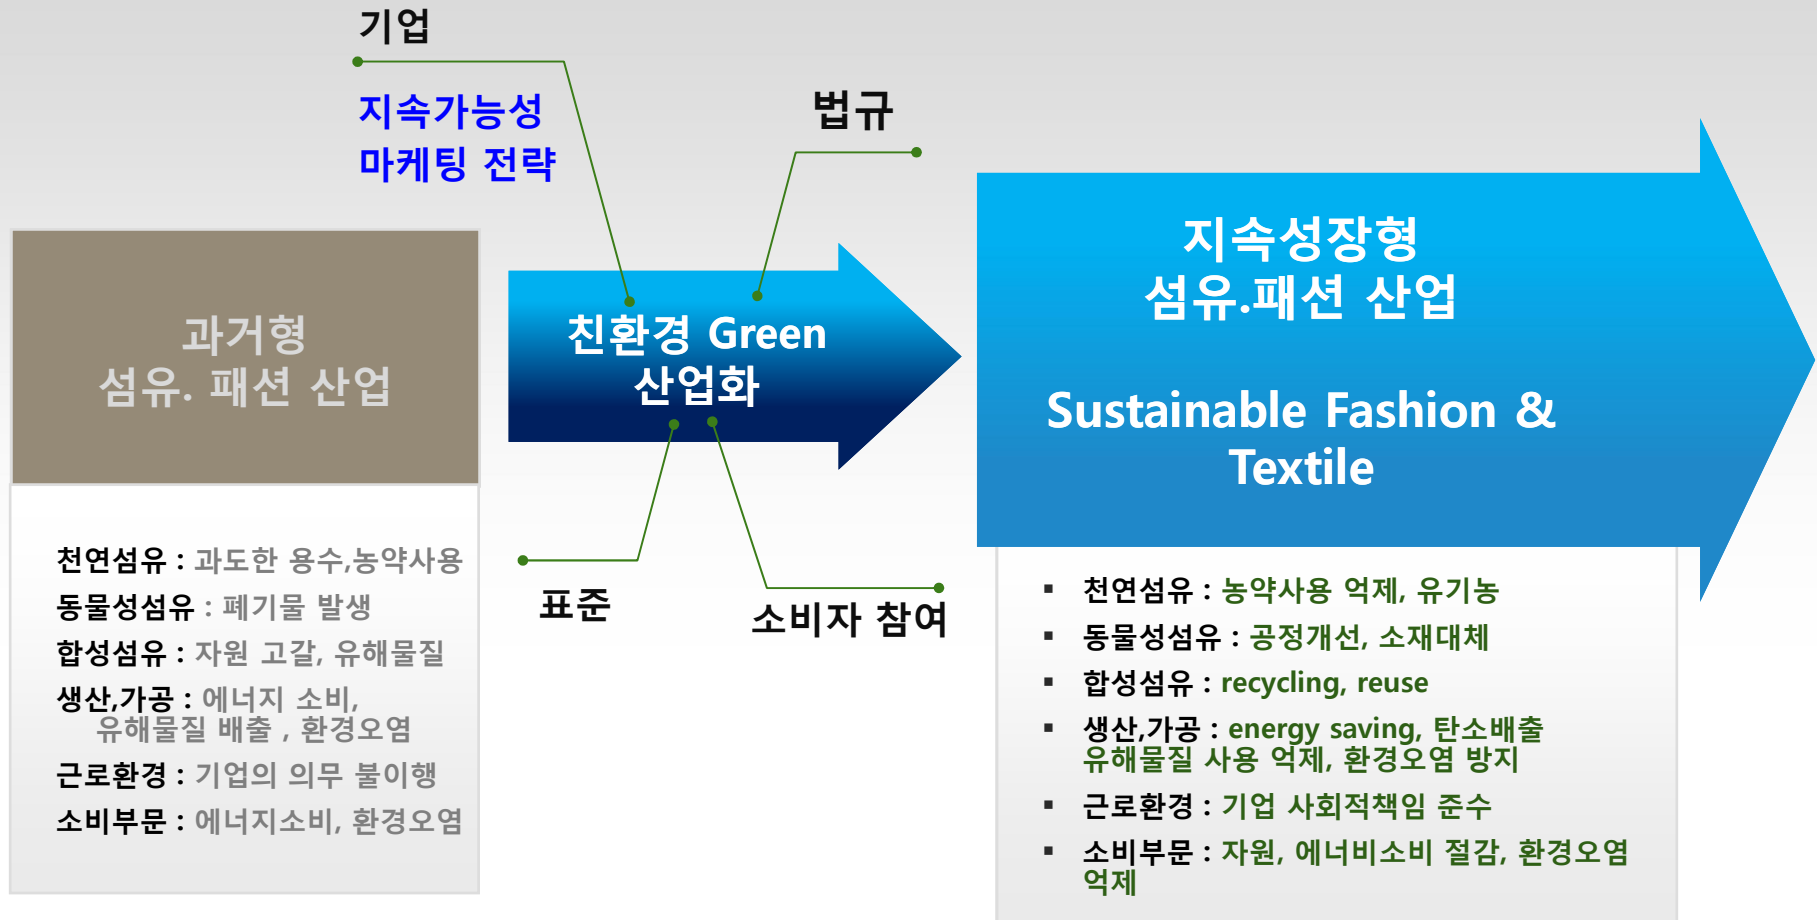 기업
지속가능성
마케팅 전략
법규
과거형
섬유. 패션 산업
친환경 Green
산업화
지속성장형
섬유.패션 산업
Sustainable Fashion &
Textile
표준
소비자 참여
천연섬유 : 과도한 용수,농약사용
동물성섬유 : 폐기물 발생
합성섬유 : 자원 고갈, 유해물질
생산,가공 : 에너지 소비,
유해물질 배출 , 환경오염
근로환경 : 기업의 의무 불이행
소비부문 : 에너지소비, 환경오염
▪ 천연섬유 : 농약사용 억제, 유기농
▪ 동물성섬유 : 공정개선, 소재대체
▪ 합성섬유 : recycling, reuse
▪ 생산,가공 : energy saving, 탄소배출
유해물질 사용 억제, 환경오염 방지
▪ 근로환경 : 기업 사회적책임 준수
▪ 소비부문 : 자원, 에너비소비 절감, 환경오염
억제